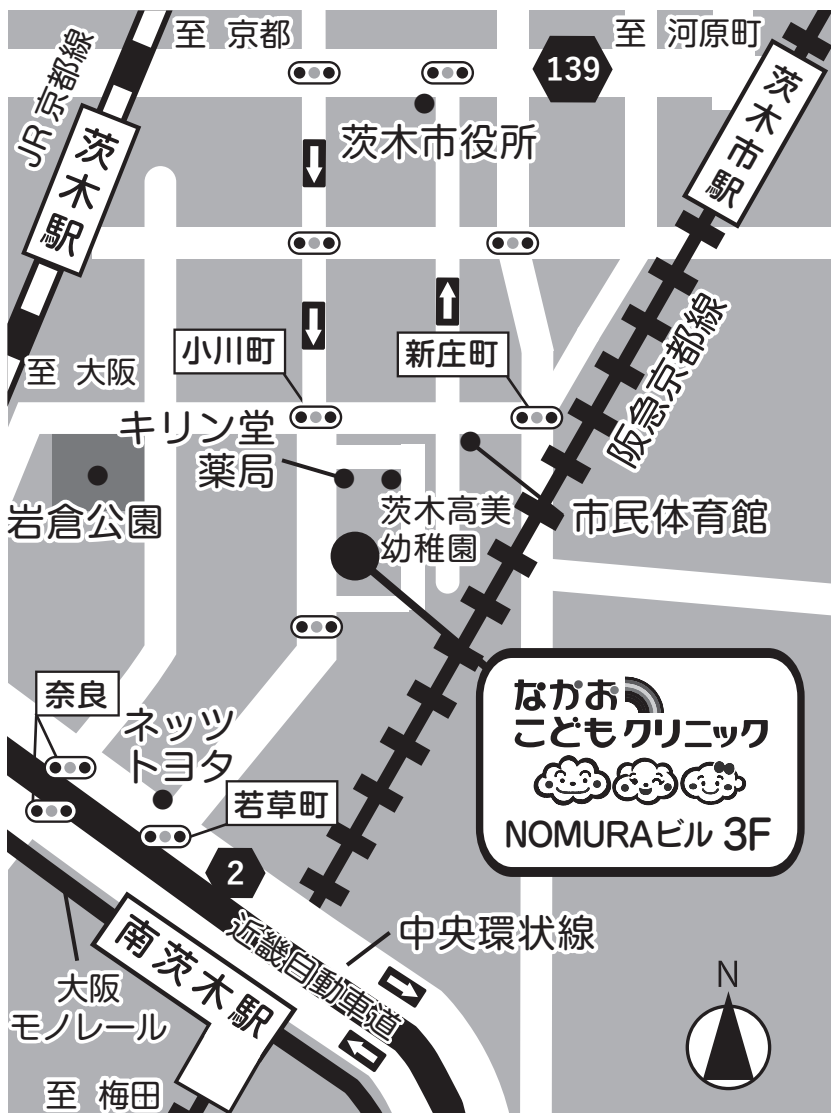 至 京都
JR京都線
茨木駅
至 大阪
139
至 河原町
茨木市役所
茨木市駅
阪急京都線
小川町
新庄町
キリン堂
薬局
岩倉公園
茨木高美
幼稚園
市民体育館
奈良
ネッツ
トヨタ
若草町
なかお
こどもクリニック
NOMURAビル 3F
2
近畿自動車道
中央環状線
南茨木駅
大阪
モノレール
至 梅田
N